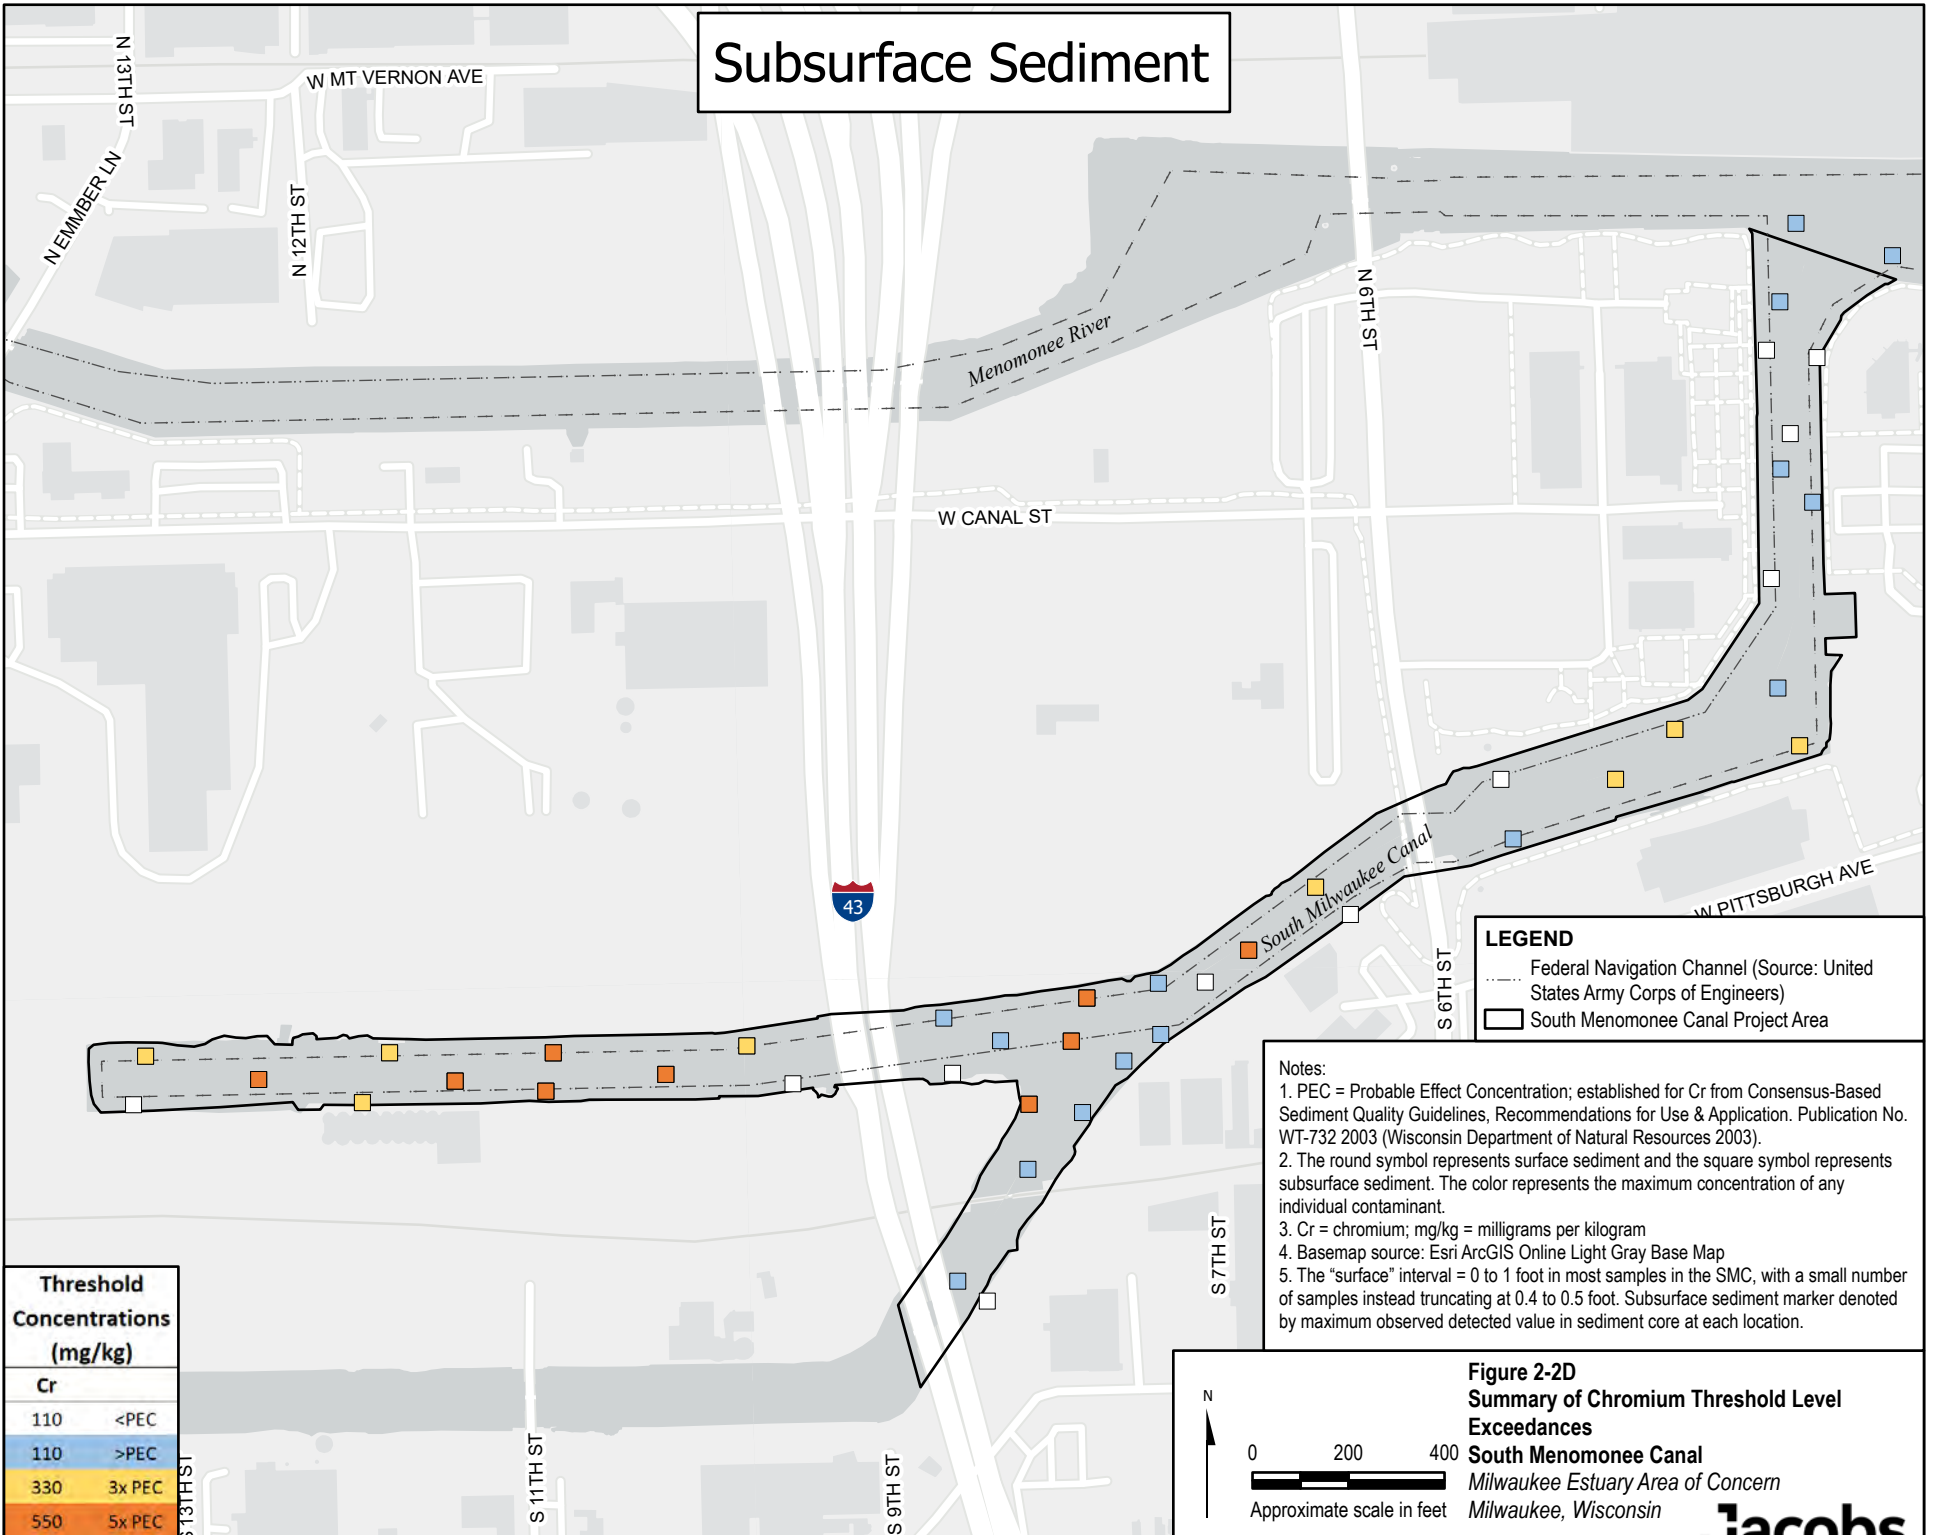 Subsurface Sediment
N 13TH ST
W MT VERNON AVE
N EMMBER LN
N 12TH ST
Menomonee River
N 6TH ST
W CANAL ST
43
South Milwaukee Canal
W PITTSBURGH AVE
S 6TH ST
S 7TH ST
S 13TH ST
S 11TH ST
S 9TH ST
LEGEND
Federal Navigation Channel (Source: United
States Army Corps of Engineers)
South Menomonee Canal Project Area
Notes:
1. PEC = Probable Effect Concentration; established for Cr from Consensus-Based
Sediment Quality Guidelines, Recommendations for Use & Application. Publication No.
WT-732 2003 (Wisconsin Department of Natural Resources 2003).
2. The round symbol represents surface sediment and the square symbol represents
subsurface sediment. The color represents the maximum concentration of any
individual contaminant.
3. Cr = chromium; mg/kg = milligrams per kilogram
4. Basemap source: Esri ArcGIS Online Light Gray Base Map
5. The “surface” interval = 0 to 1 foot in most samples in the SMC, with a small number
of samples instead truncating at 0.4 to 0.5 foot. Subsurface sediment marker denoted
by maximum observed detected value in sediment core at each location.
Threshold
Concentrations
(mg/kg)
Cr
110 <PEC
110 >PEC
330 3x PEC
550 5x PEC
N
0 200 400
Approximate scale in feet
Figure 2-2D
Summary of Chromium Threshold Level
Exceedances
South Menomonee Canal
Milwaukee Estuary Area of Concern
Milwaukee, Wisconsin
Jacobs